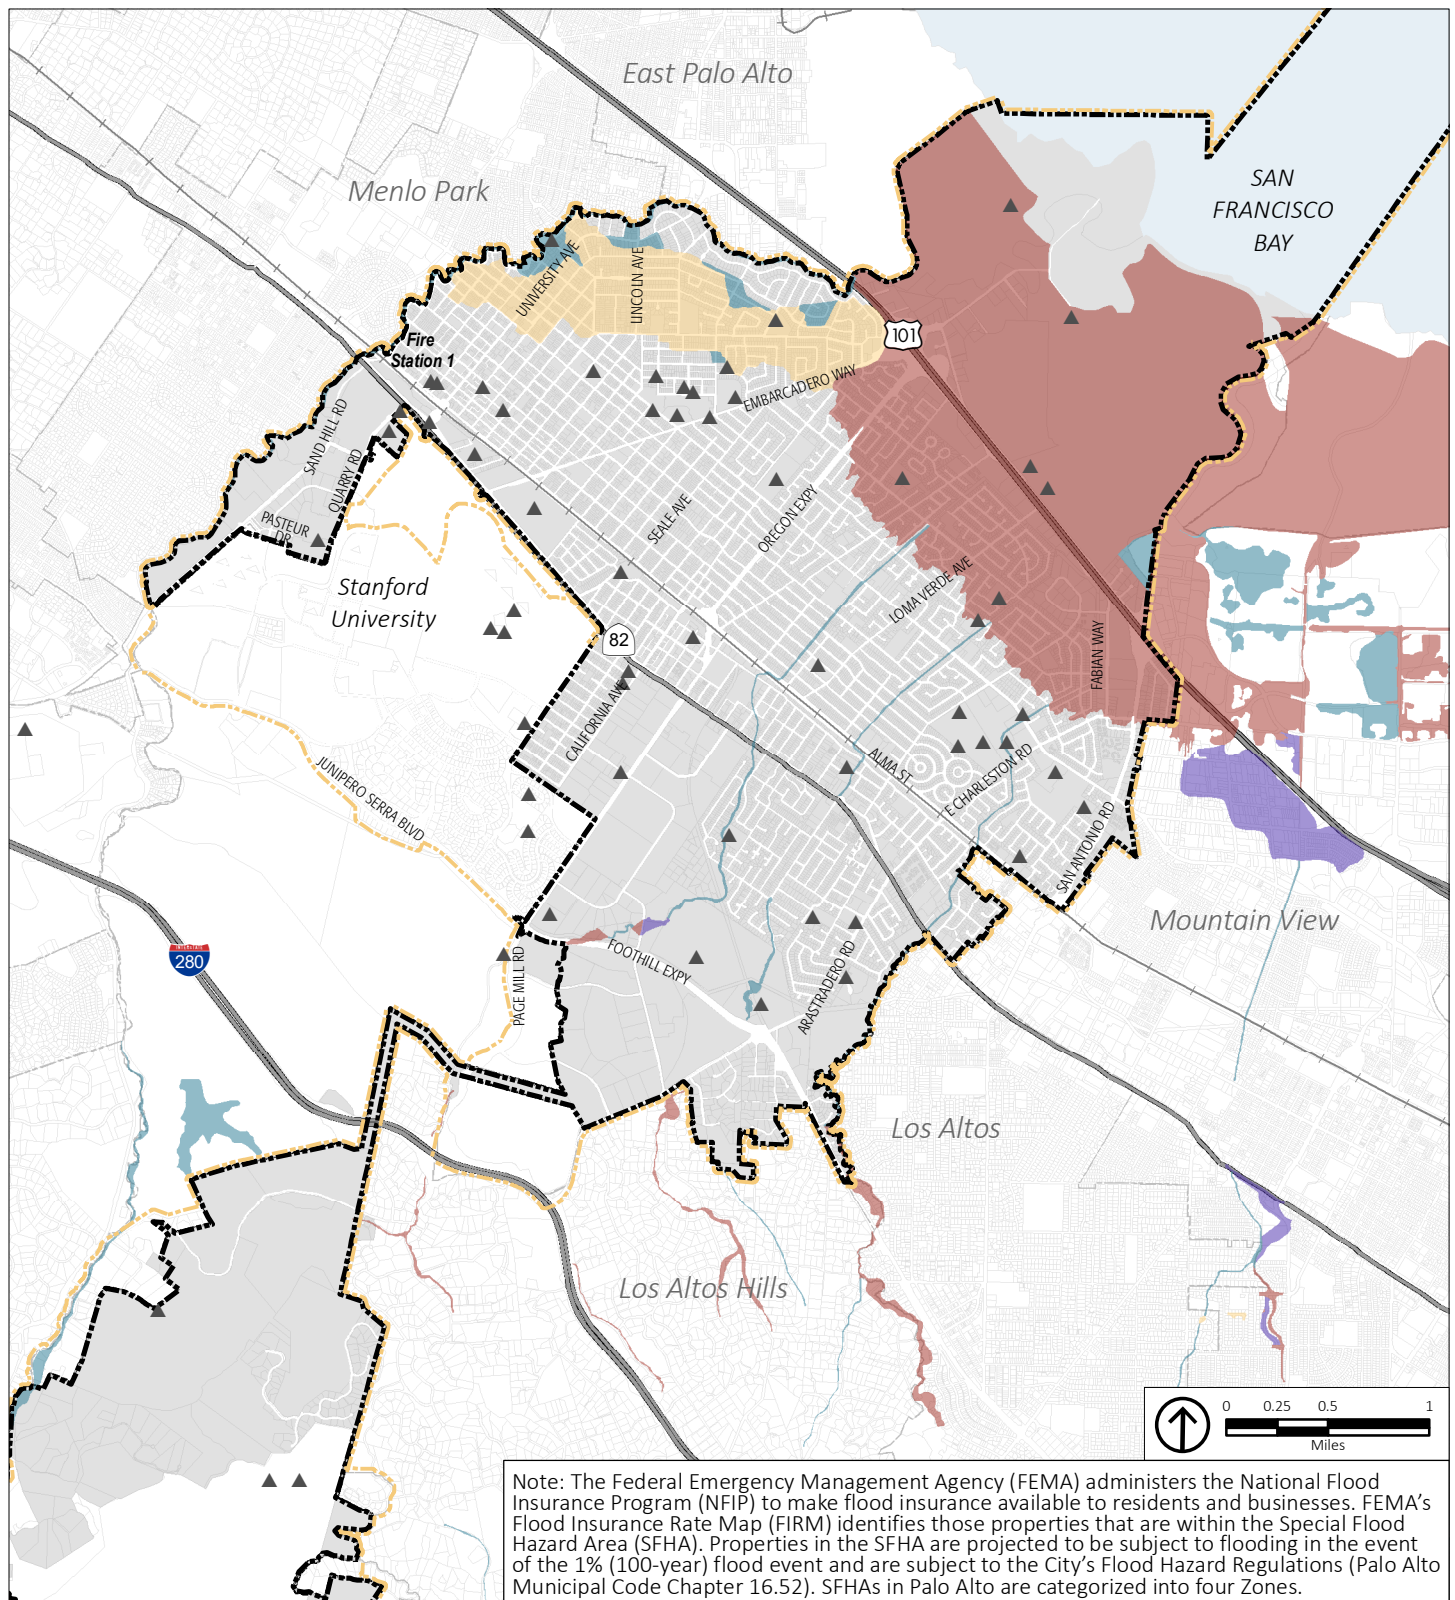 East Palo Alto
Menlo Park
SAN
FRANCISCO
BAY
UNIVERSITY AVE
LINCOLN AVE
101
Fire
Station 1
EMBARCADERO WAY
SAND HILL RD
QUARRY RD
PASTEUR
DR
SEALE AVE
OREGON EXPY
LOMA VERDE AVE
Stanford
University
82
FABIAN WAY
CALIFORNIA AVE
ALMA ST
E CHARLESTON RD
JUNIPERO SERRA BLVD
SAN ANTONIO RD
Mountain View
INTERSTATE
280
PAGE MILL RD
FOOTHILL EXPY
ARASTRADERO RD
Los Altos
Los Altos Hills
0 0.25 0.5 1
Miles
Note: The Federal Emergency Management Agency (FEMA) administers the National Flood
Insurance Program (NFIP) to make flood insurance available to residents and businesses. FEMA's
Flood Insurance Rate Map (FIRM) identifies those properties that are within the Special Flood
Hazard Area (SFHA). Properties in the SFHA are projected to be subject to flooding in the event
of the 1% (100-year) flood event and are subject to the City's Flood Hazard Regulations (Palo Alto
Municipal Code Chapter 16.52). SFHAs in Palo Alto are categorized into four Zones.